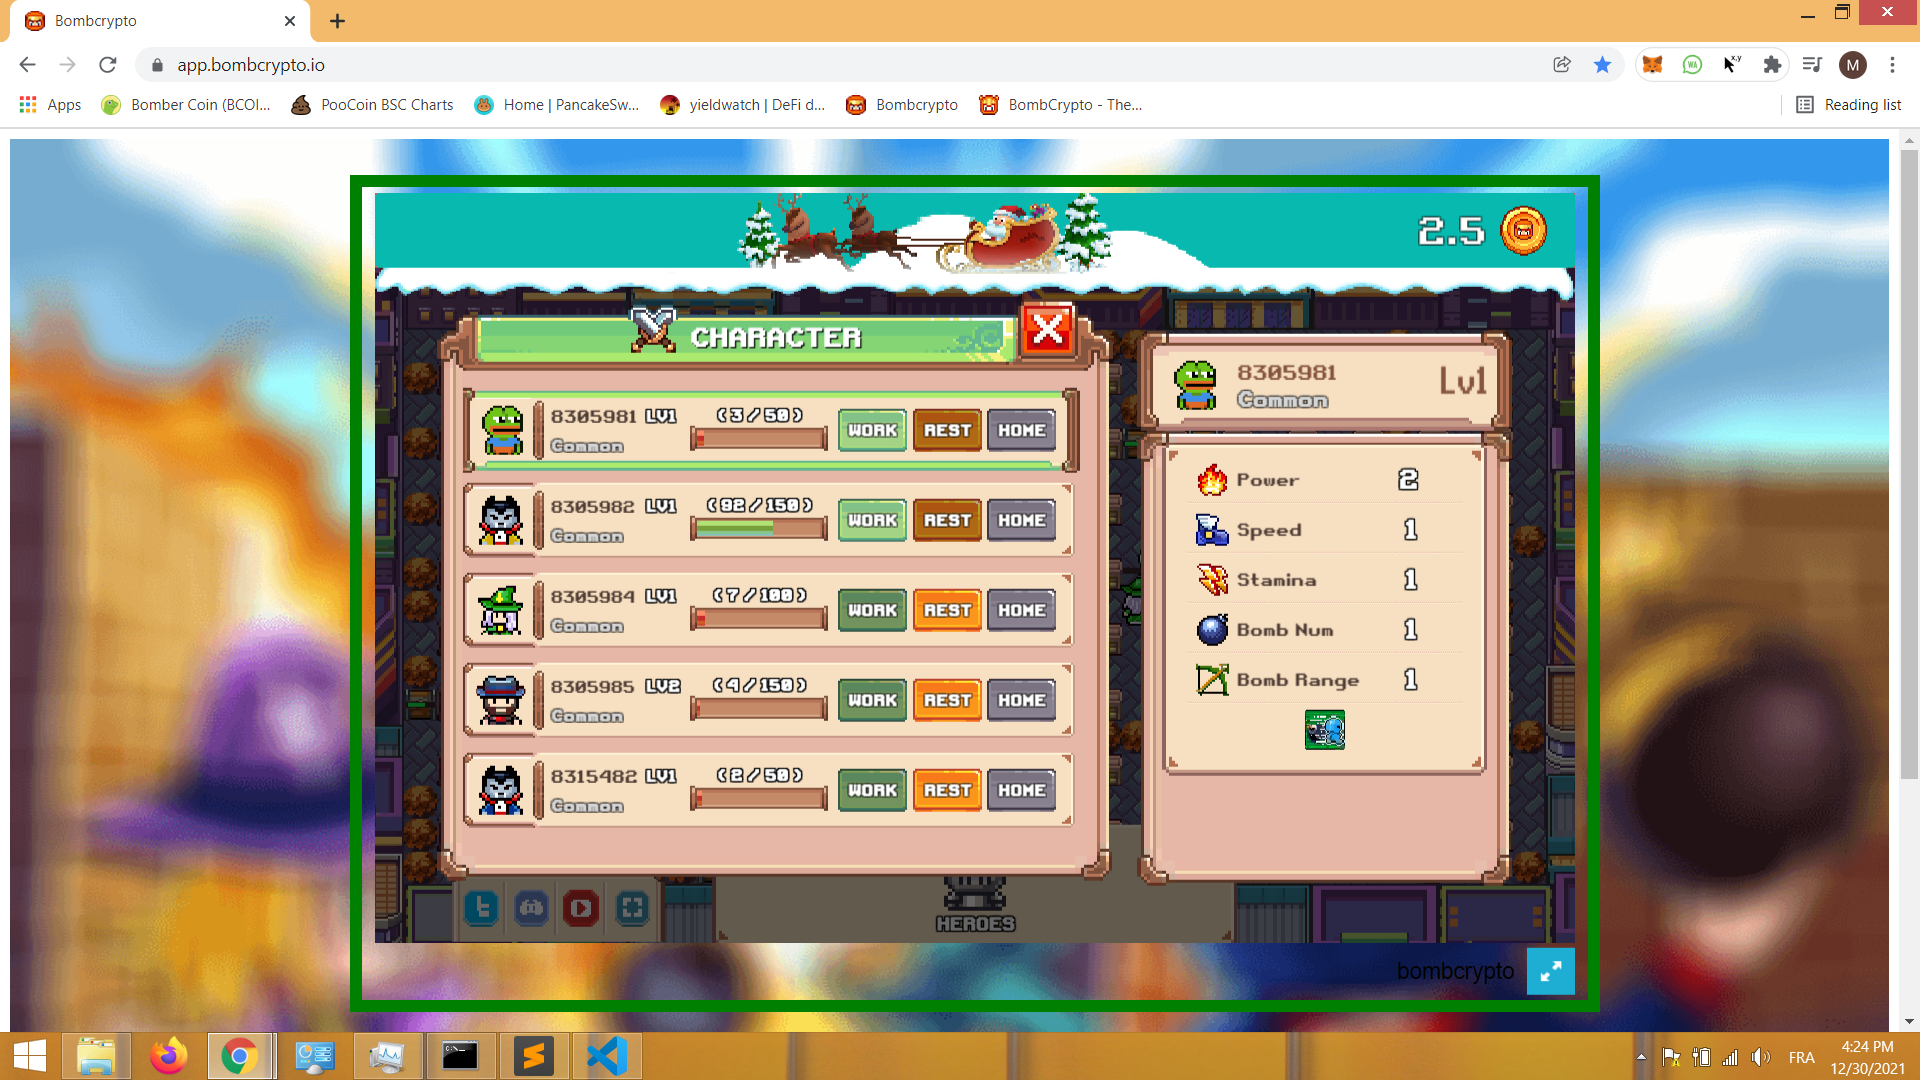 Bombcrypto
app.bombcrypto.io
Apps
Bomber Coin (BCOI...
PooCoin BSC Charts
Home | PancakeSw...
yieldwatch | DeFi d...
Bombcrypto
BombCrypto - The...
Reading list
WA
x,y
M
2.5
CHARACTER
8305981 LV1 (3/50)
Common
WORK REST HOME
8305982 LV1 (92/150)
Common
WORK REST HOME
8305984 LV1 (7/100)
Common
WORK REST HOME
8305985 LV2 (4/150)
Common
WORK REST HOME
8315482 LV1 (2/50)
Common
WORK REST HOME
8305981
Common
Lv1
Power 2
Speed 1
Stamina 1
Bomb Num 1
Bomb Range 1
HEROES
bombcrypto
FRA
4:24 PM
12/30/2021